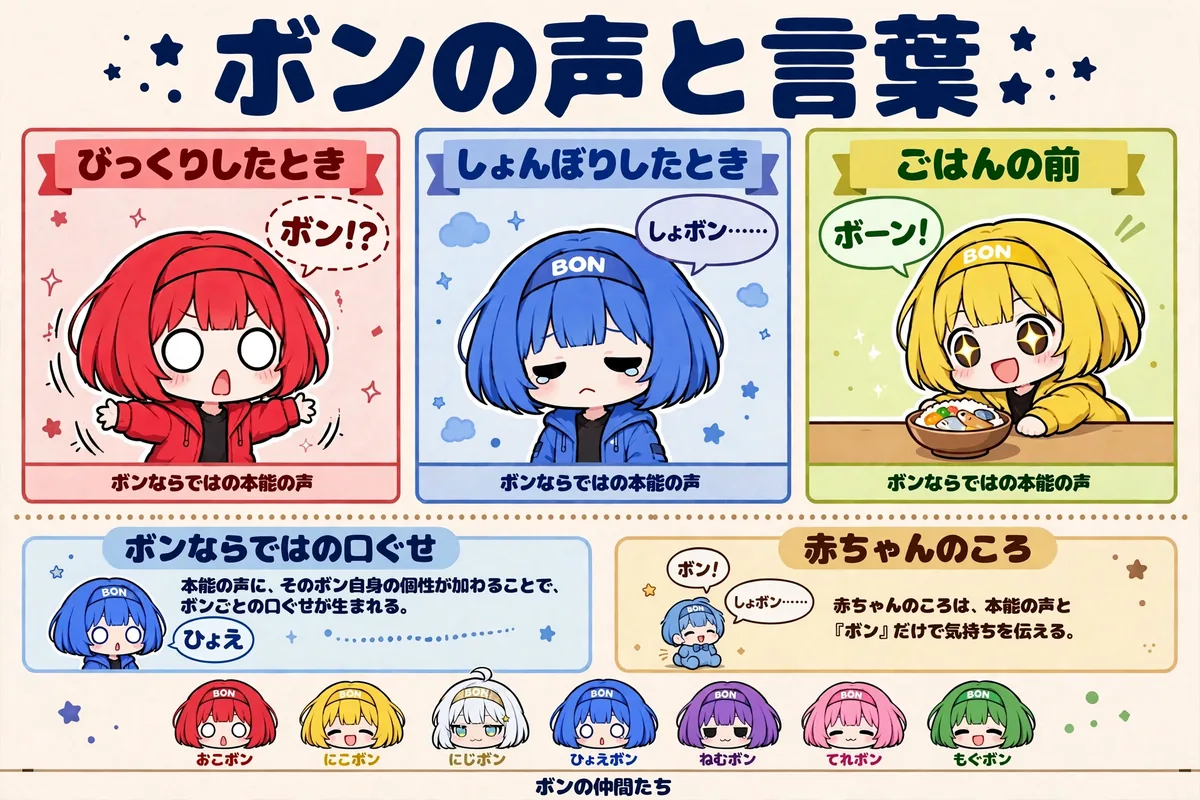 ボンの声と言葉
びっくりしたとき
ボン!?
ボンならではの本能の声
しょんぼりしたとき
しょボン……
BON
ボンならではの本能の声
ごはんの前
ボーン!
BON
ボンならではの本能の声
ボンならではの口ぐせ
本能の声に、そのボン自身の個性が加わることで、
ボンごとの口ぐせが生まれる。
BON
ひょえ
赤ちゃんのころ
ボン!
しょボン……
BON
赤ちゃんのころは、本能の声と
『ボン』だけで気持ちを伝える。
BON
BON
BON
BON
BON
BON
BON
おこボン
にこボン
にじボン
ひょえボン
ねむボン
てれボン
もぐボン
ボンの仲間たち